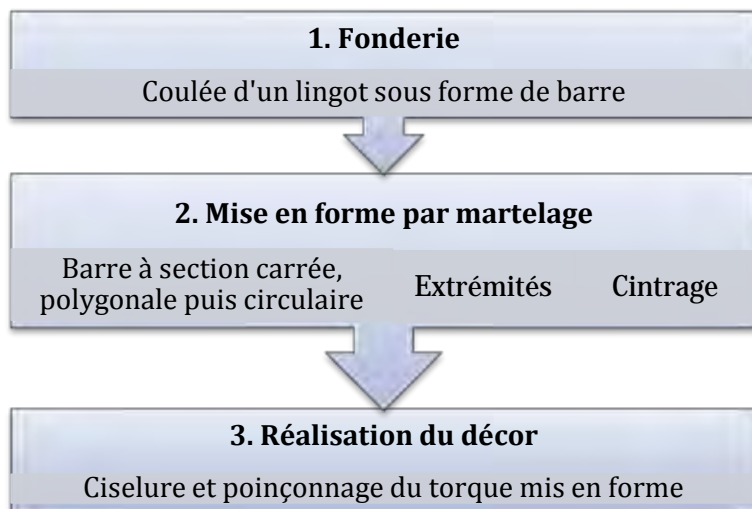 1. Fonderie
Coulée d'un lingot sous forme de barre
2. Mise en forme par martelage
Barre à section carrée,
polygonale puis circulaire
Extrémités
Cintrage
3. Réalisation du décor
Ciselure et poinçonnage du torque mis en forme